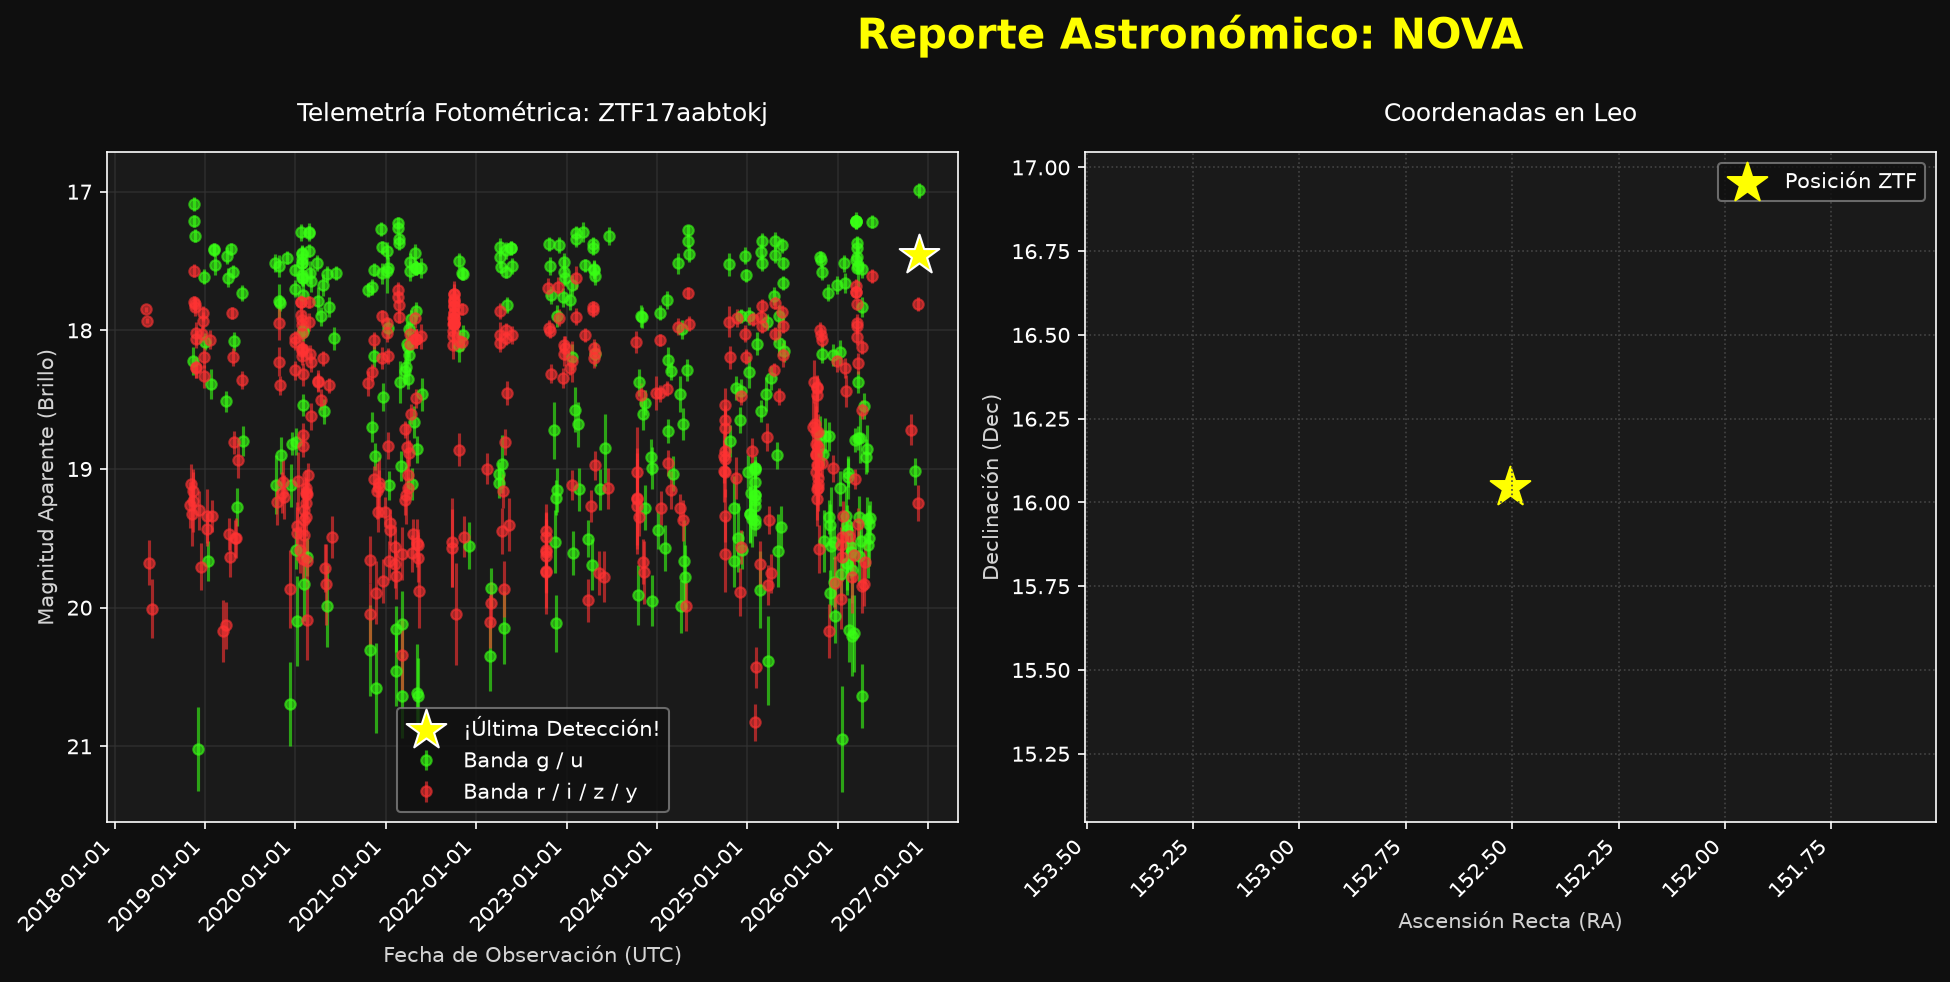 Reporte Astronómico: NOVA
Telemetría Fotométrica: ZTF17aabtokj
Magnitud Aparente (Brillo)
17
18
19
20
21
¡Última Detección!
Banda g / u
Banda r / i / z / y
2018-01-01
2019-01-01
2020-01-01
2021-01-01
2022-01-01
2023-01-01
2024-01-01
2025-01-01
2026-01-01
2027-01-01
Fecha de Observación (UTC)
Coordenadas en Leo
Declinación (Dec)
17.00
16.75
16.50
16.25
16.00
15.75
15.50
15.25
Posición ZTF
153.50
153.25
153.00
152.75
152.50
152.25
152.00
151.75
Ascensión Recta (RA)